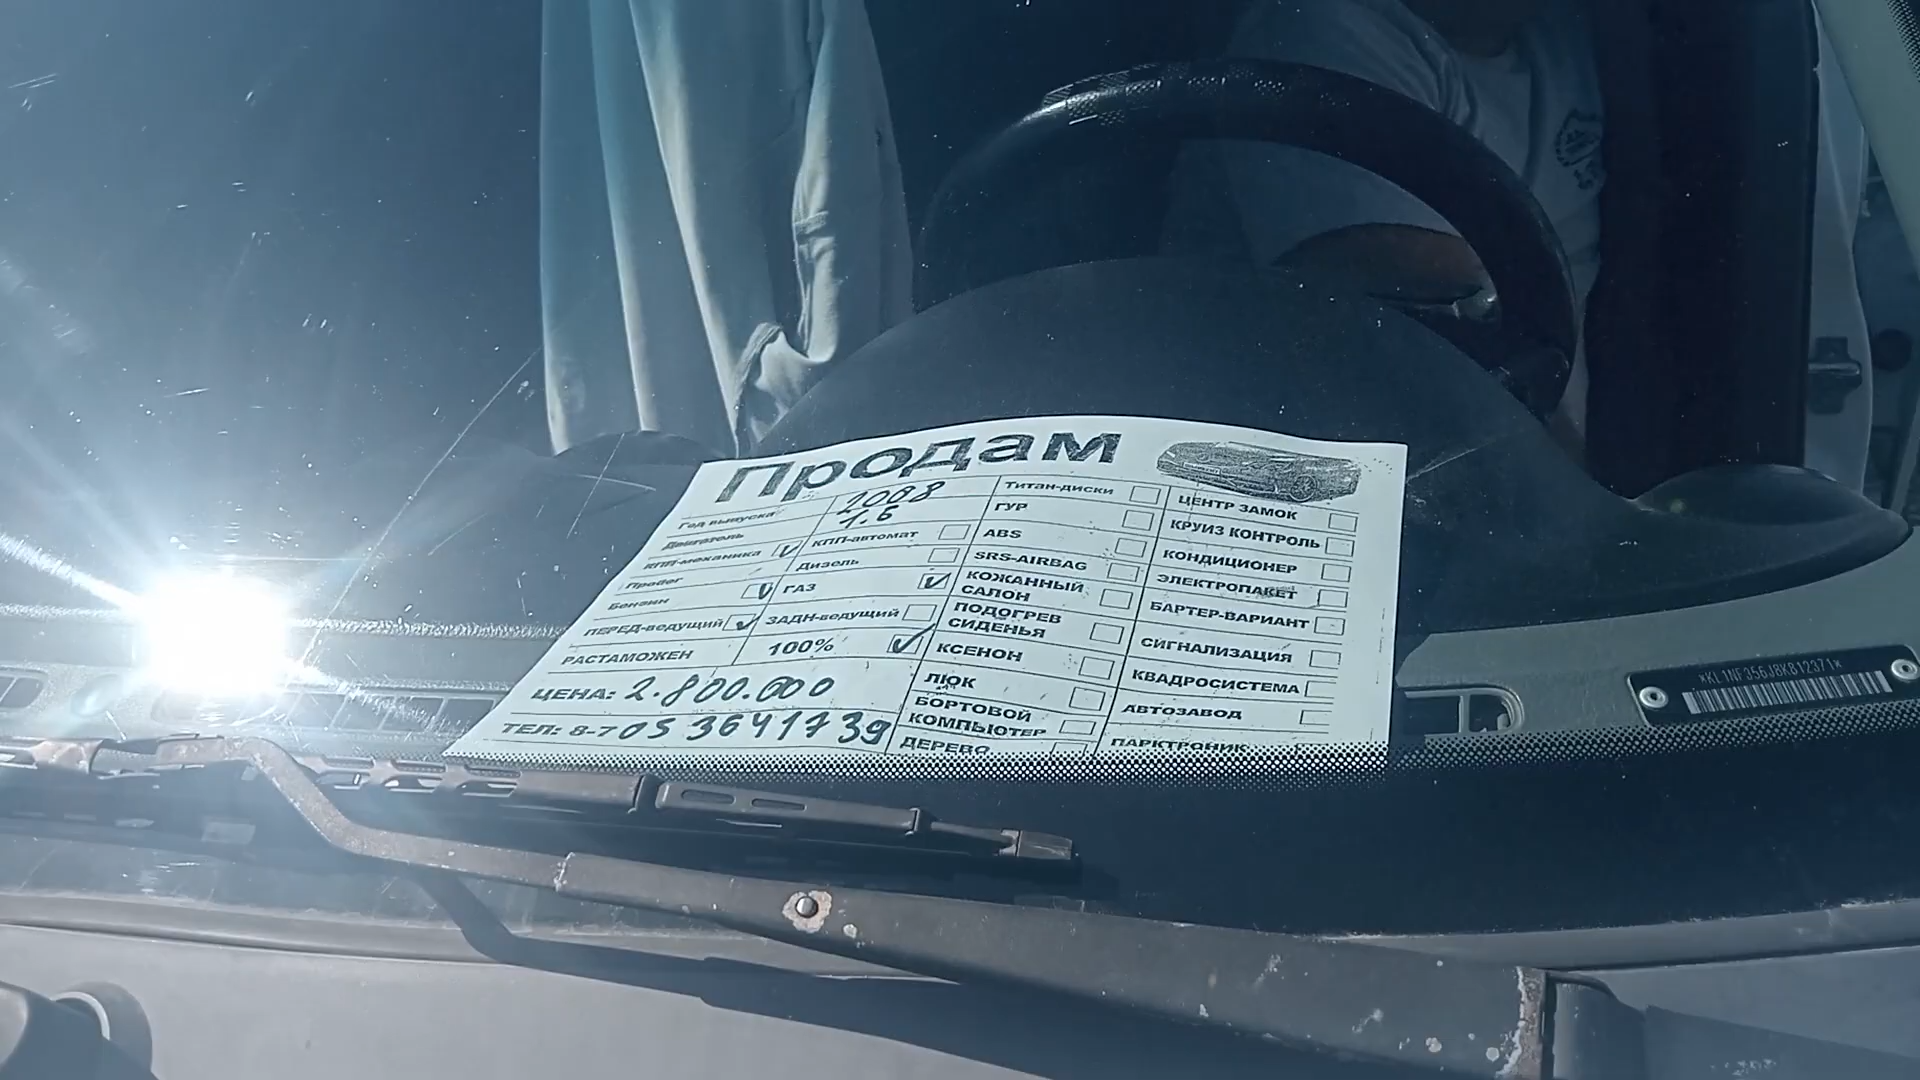 Продам
Год выпуска 2008
Двигатель 1.6
КПП-механика КПП-автомат
Пробег Дизель
Бензин ГАЗ
ПЕРЕД-ведущий ЗАДН-ведущий
РАСТАМОЖЕН 100%
ЦЕНА: 2.800.000
ТЕЛ: 8-705 3641739
Титан-диски
ГУР
ABS
SRS-AIRBAG
КОЖАННЫЙ
САЛОН
ПОДОГРЕВ
СИДЕНЬЯ
КСЕНОН
ЛЮК
БОРТОВОЙ
КОМПЬЮТЕР
ДЕРЕВО
ЦЕНТР ЗАМОК
КРУИЗ КОНТРОЛЬ
КОНДИЦИОНЕР
ЭЛЕКТРОПАКЕТ
БАРТЕР-ВАРИАНТ
СИГНАЛИЗАЦИЯ
КВАДРОСИСТЕМА
АВТОЗАВОД
ПАРКТРОНИК
*KL1NF356J8K812371*